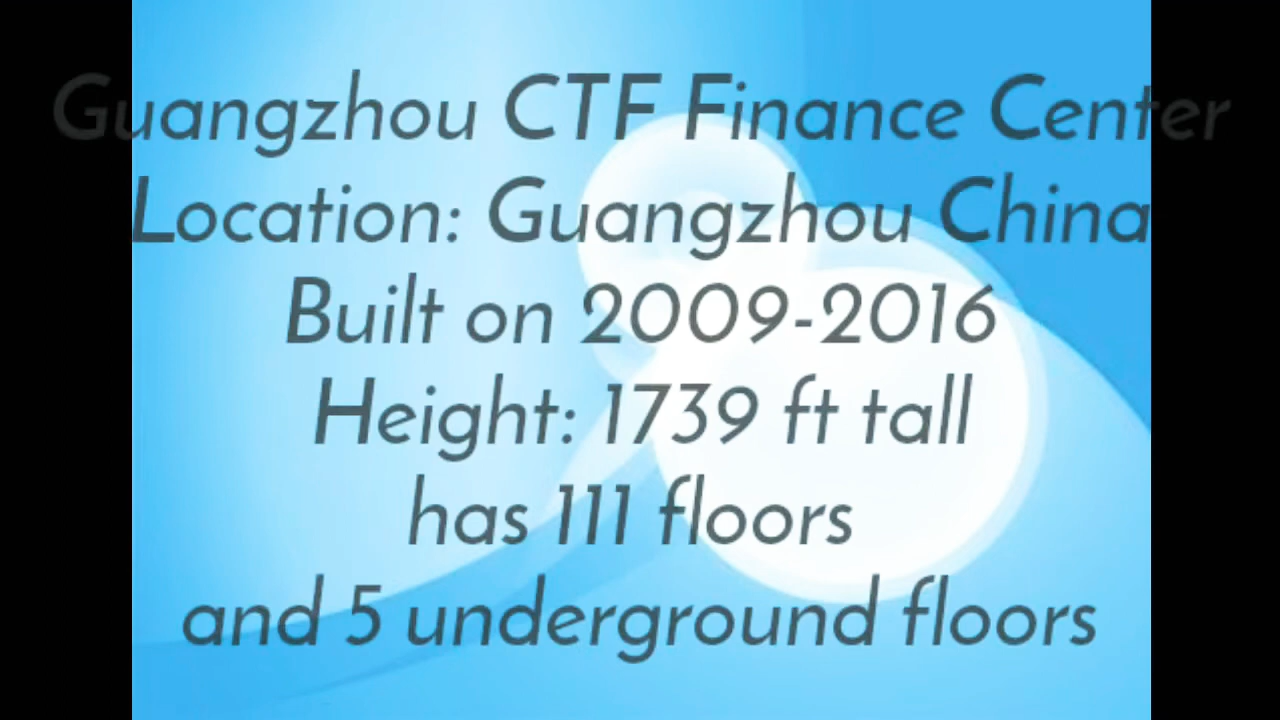 Guangzhou CTF Finance Center
Location: Guangzhou China
Built on 2009-2016
Height: 1739 ft tall
has 111 floors
and 5 underground floors